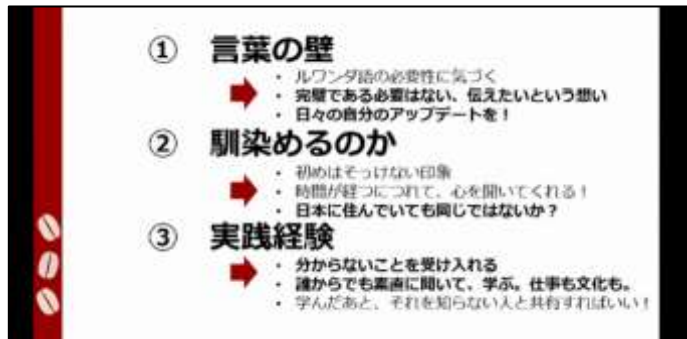 ① 言葉の壁
・ ルワンダ語の必要性に気づく
・ 完璧である必要はない、伝えたいという想い
・ 日々の自分のアップデートを！
② 馴染めるのか
・ 初めはそっけない印象
・ 時間が経つにつれて、心を開いてくれる！
・ 日本に住んでいても同じではないか？
③ 実践経験
・ 分からないことを受け入れる
・ 誰からでも素直に聞いて、学ぶ。仕事も文化も。
・ 学んだあと、それを知らない人と共有すればいい！